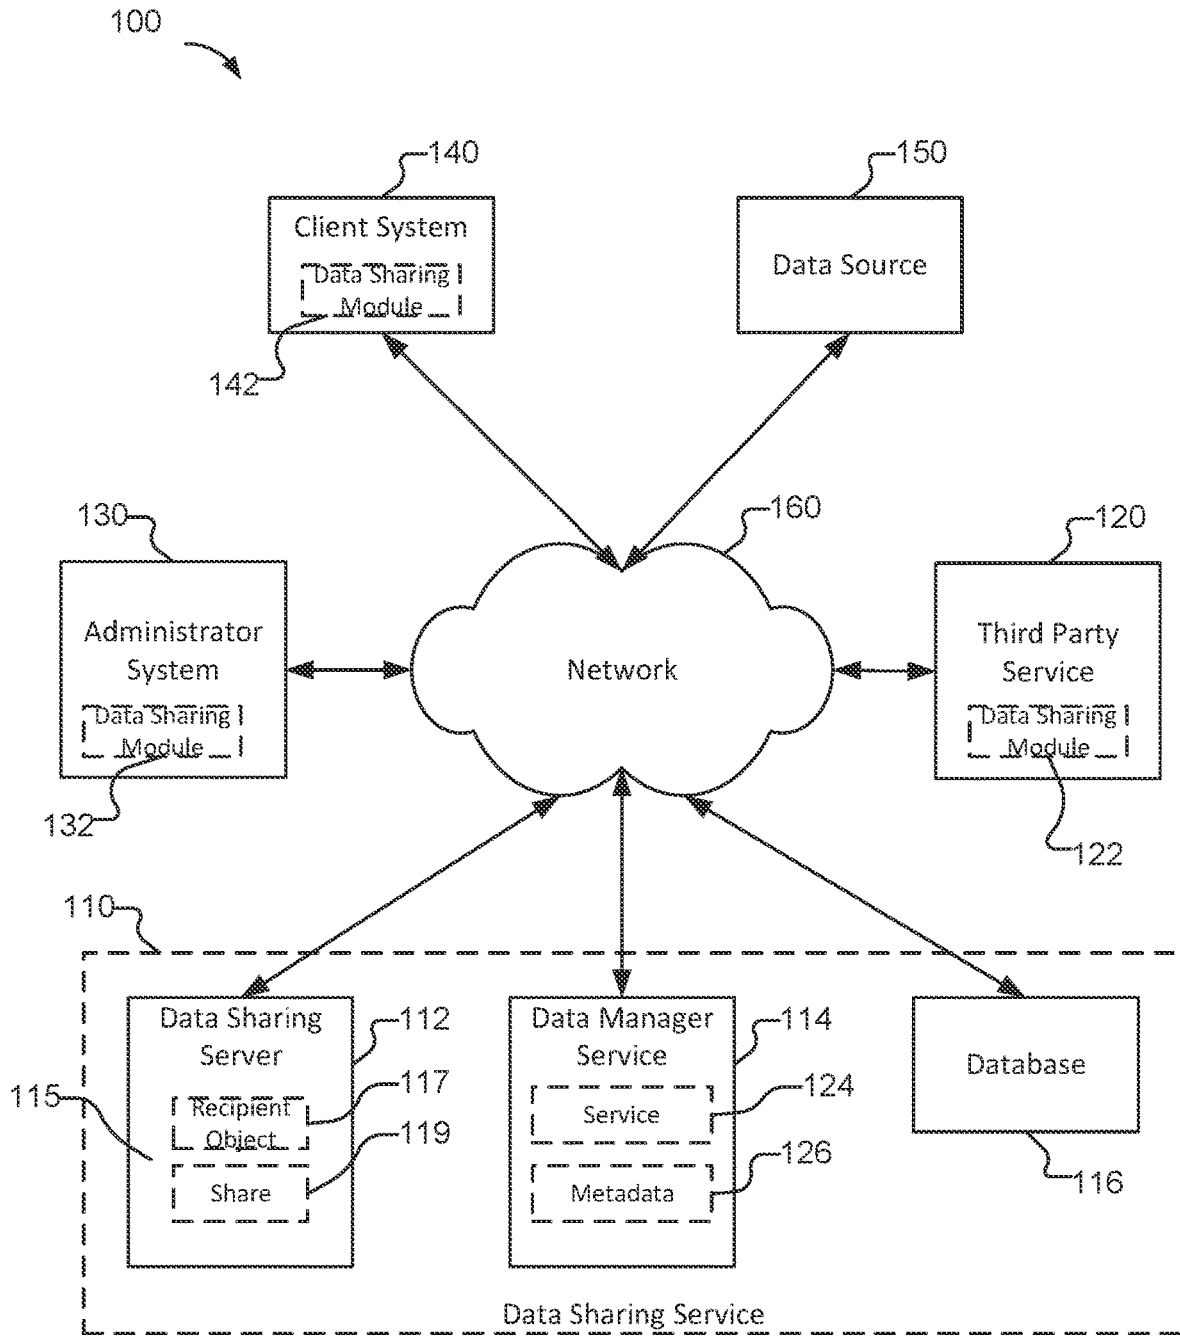 100
140
150
Client System
Data Sharing
Module
142
Data Source
130
160
120
Administrator
System
Data Sharing
Module
132
Network
Third Party
Service
Data Sharing
Module
122
110
Data Sharing
Server
112
115
Recipient
Object
117
Share
119
Data Manager
Service
114
Service
124
Metadata
126
Database
116
Data Sharing Service